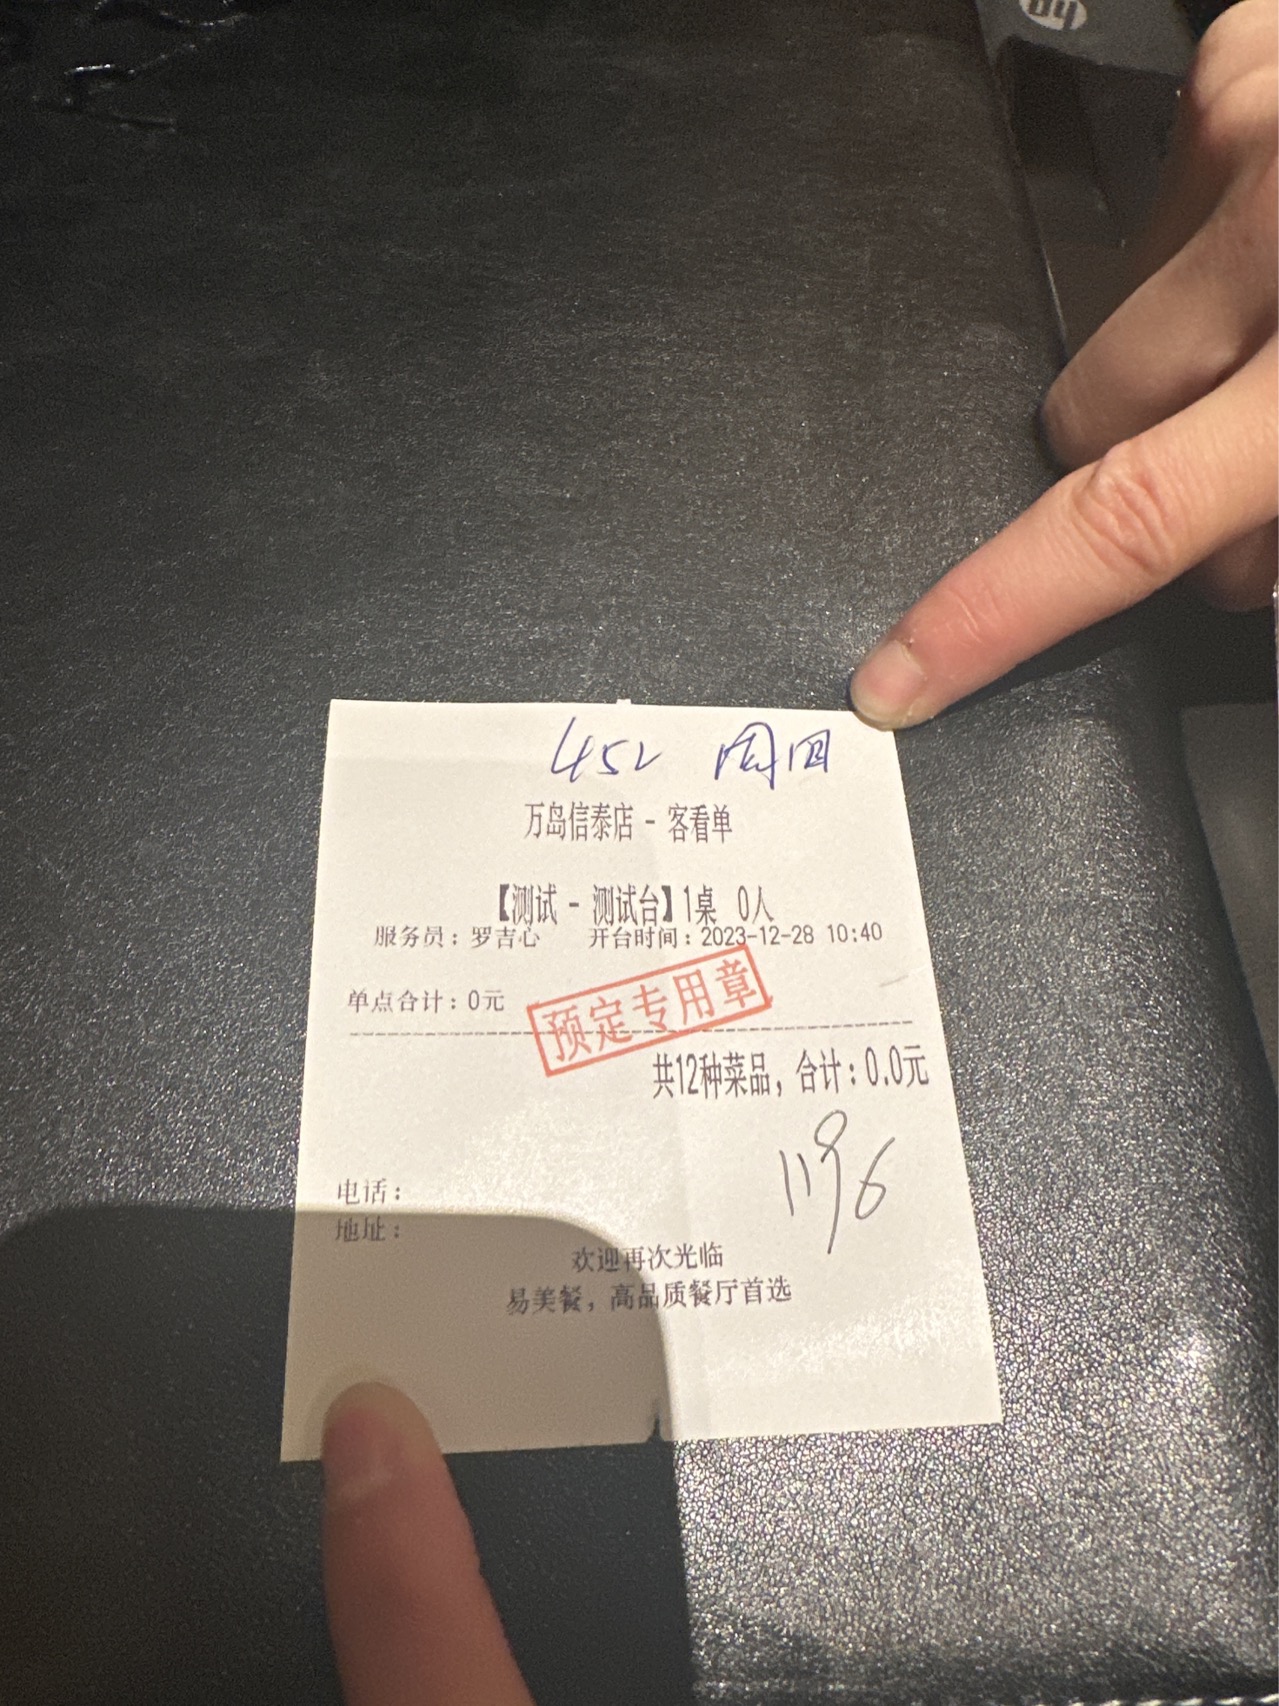 hp
452 周四
万岛信泰店 - 客看单
【测试 - 测试台】1桌 0人
服务员：罗吉心 开台时间：2023-12-28 10:40
单点合计：0元
预定专用章
共12种菜品，合计：0.0元
1196
电话：
地址：
欢迎再次光临
易美餐，高品质餐厅首选